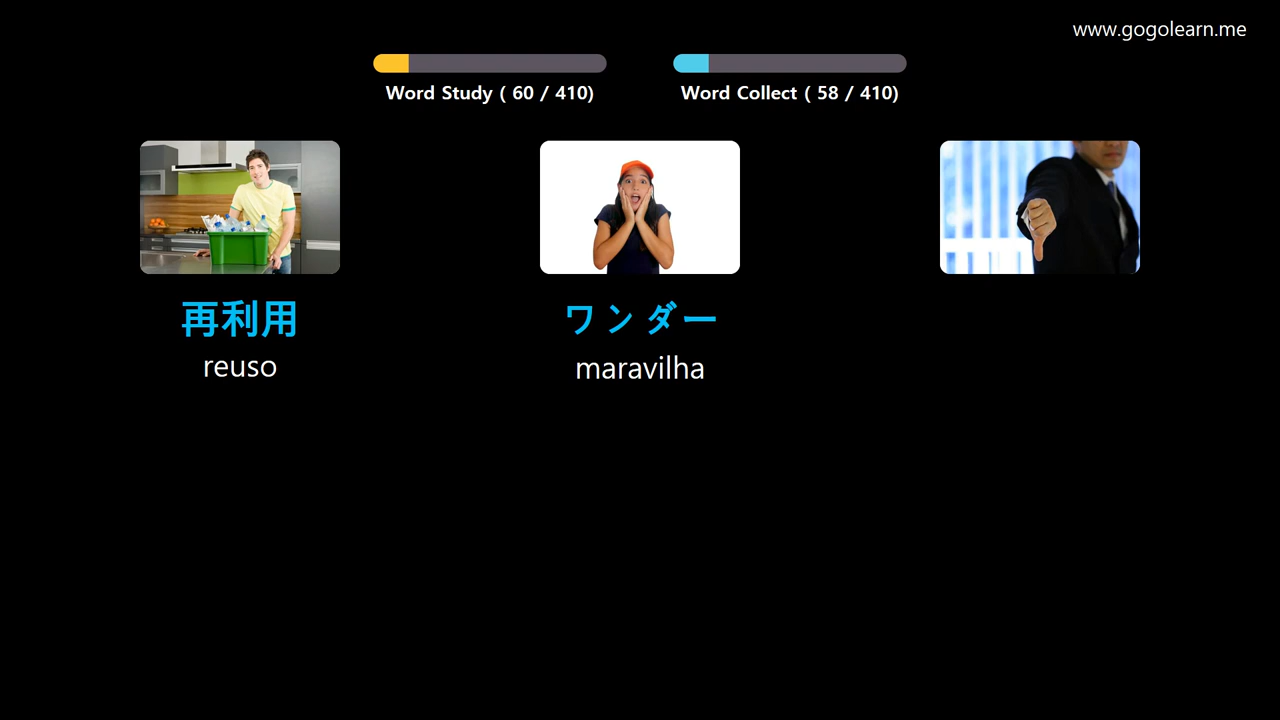 www.gogolearn.me
Word Study ( 60 / 410)
Word Collect ( 58 / 410)
再利用
reuso
ワンダー
maravilha